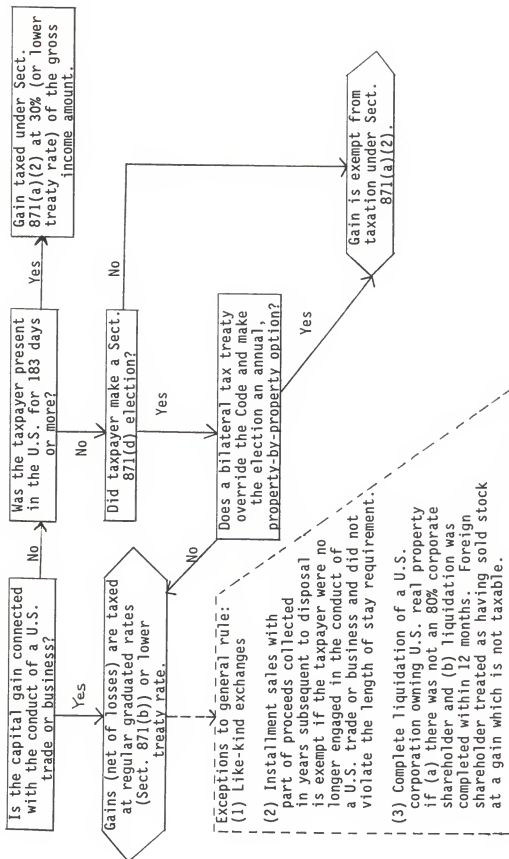 Is the capital gain connected
with the conduct of a U.S.
trade or business?
No
Was the taxpayer present
in the U.S. for 183 days
or more?
Yes
Gain taxed under Sect.
871(a)(2) at 30% (or lower
treaty rate) of the gross
income amount.
Yes
No
Did taxpayer make a Sect.
871(d) election?
No
Yes
Gains (net of losses) are taxed
at regular graduated rates
(Sect. 871(b)) or lower
treaty rate.
No
Does a bilateral tax treaty
override the Code and make
the election an annual,
property-by-property option?
Yes
Gain is exempt from
taxation under Sect.
871(a)(2).
Exceptions to general rule:
(1) Like-kind exchanges
(2) Installment sales with
part of proceeds collected
in years subsequent to disposal
is exempt if the taxpayer were no
longer engaged in the conduct of
a U.S. trade or business and did not
violate the length of stay requirement.
(3) Complete liquidation of a U.S.
corporation owning U.S. real property
if (a) there was not an 80% corporate
shareholder and (b) liquidation was
completed within 12 months. Foreign
shareholder treated as having sold stock
at a gain which is not taxable.